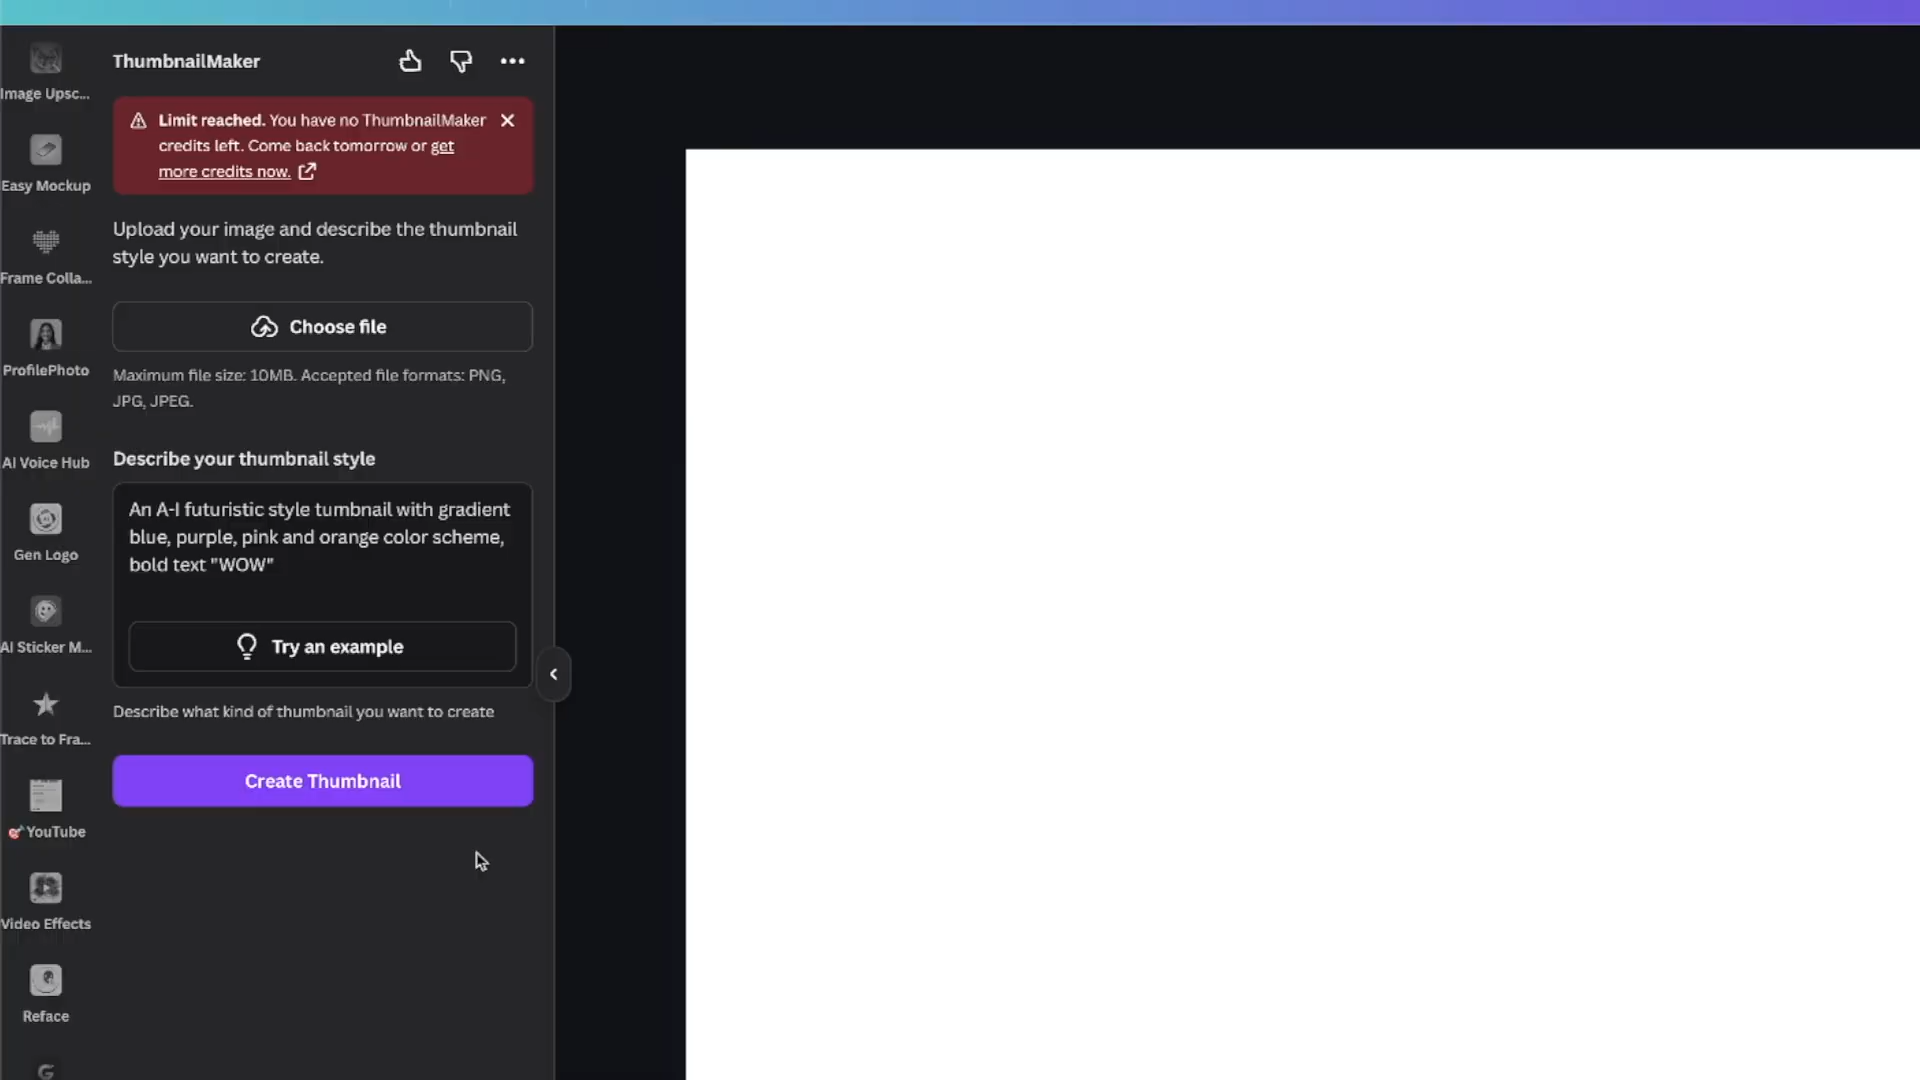 Image Upsc...
Easy Mockup
Frame Colla...
ProfilePhoto
AI Voice Hub
Gen Logo
AI Sticker M...
Trace to Fra...
YouTube
Video Effects
Reface
ThumbnailMaker
Limit reached. You have no ThumbnailMaker
credits left. Come back tomorrow or get
more credits now.
Upload your image and describe the thumbnail
style you want to create.
Choose file
Maximum file size: 10MB. Accepted file formats: PNG,
JPG, JPEG.
Describe your thumbnail style
An A-I futuristic style tumbnail with gradient
blue, purple, pink and orange color scheme,
bold text "WOW"
Try an example
Describe what kind of thumbnail you want to create
Create Thumbnail